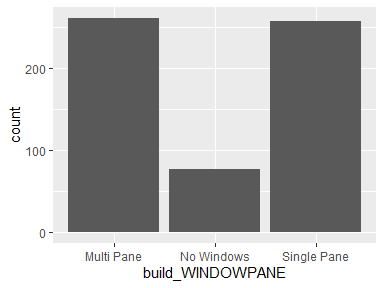 200
100
0
count
Multi Pane No Windows Single Pane
build_WINDOWPANE